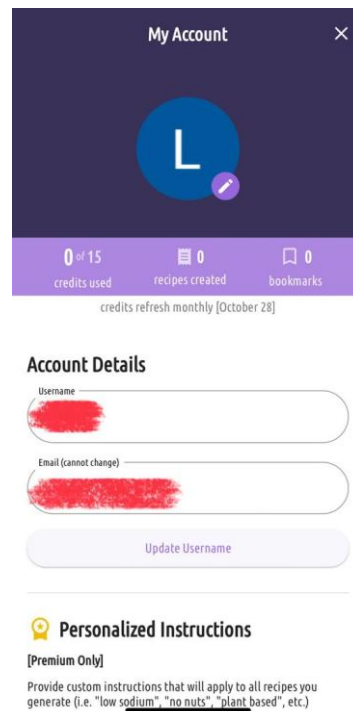 My Account
L
0 of 15
credits used
0
recipes created
0
bookmarks
credits refresh monthly [October 28]
Account Details
Username
Email (cannot change)
Update Username
Personalized Instructions
[Premium Only]
Provide custom instructions that will apply to all recipes you
generate (i.e. "low sodium", "no nuts", "plant based", etc.)